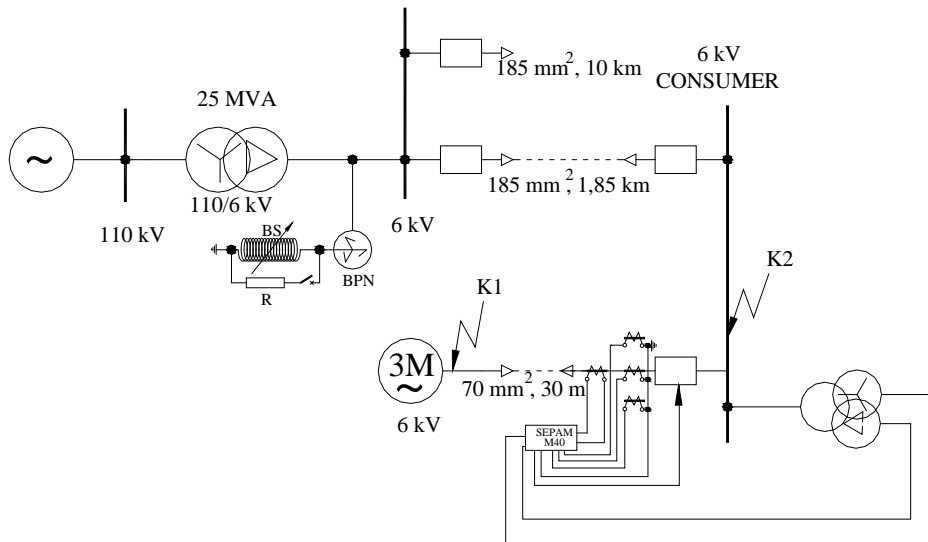 185 mm², 10 km
6 kV
CONSUMER
25 MVA
~
110/6 kV
185 mm², 1,85 km
110 kV
BS
6 kV
R
BPN
K1
K2
3M
~
70 mm², 30 m
6 kV
SEPAM
M40